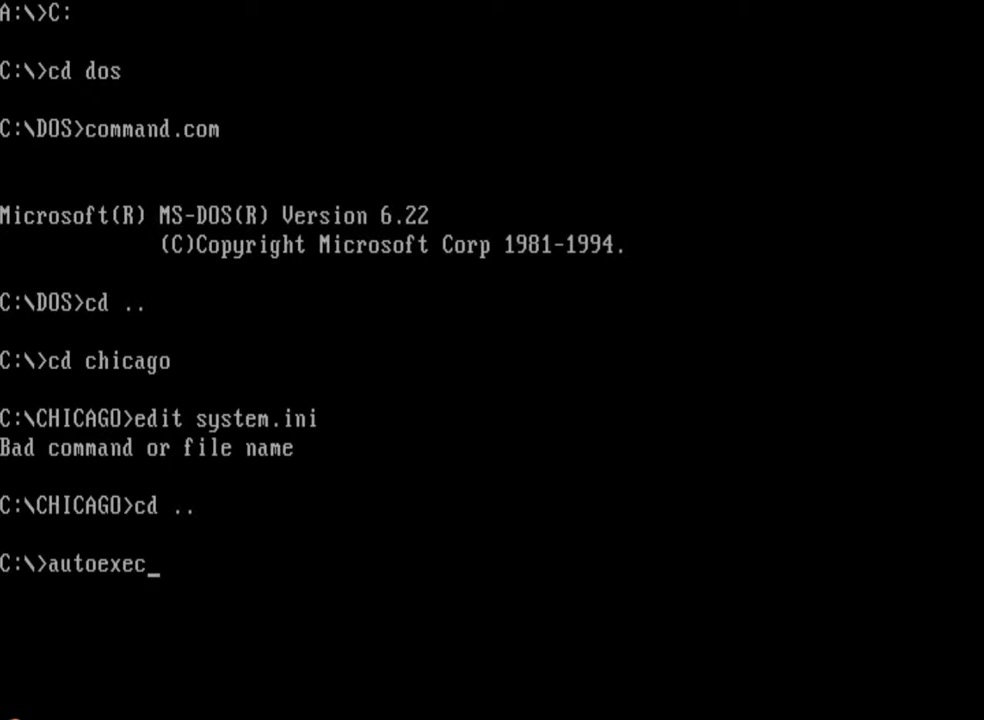 A:\>C:
C:\>cd dos
C:\DOS>command.com
Microsoft(R) MS-DOS(R) Version 6.22
(C)Copyright Microsoft Corp 1981-1994.
C:\DOS>cd ..
C:\>cd chicago
C:\CHICAGO>edit system.ini
Bad command or file name
C:\CHICAGO>cd ..
C:\>autoexec_